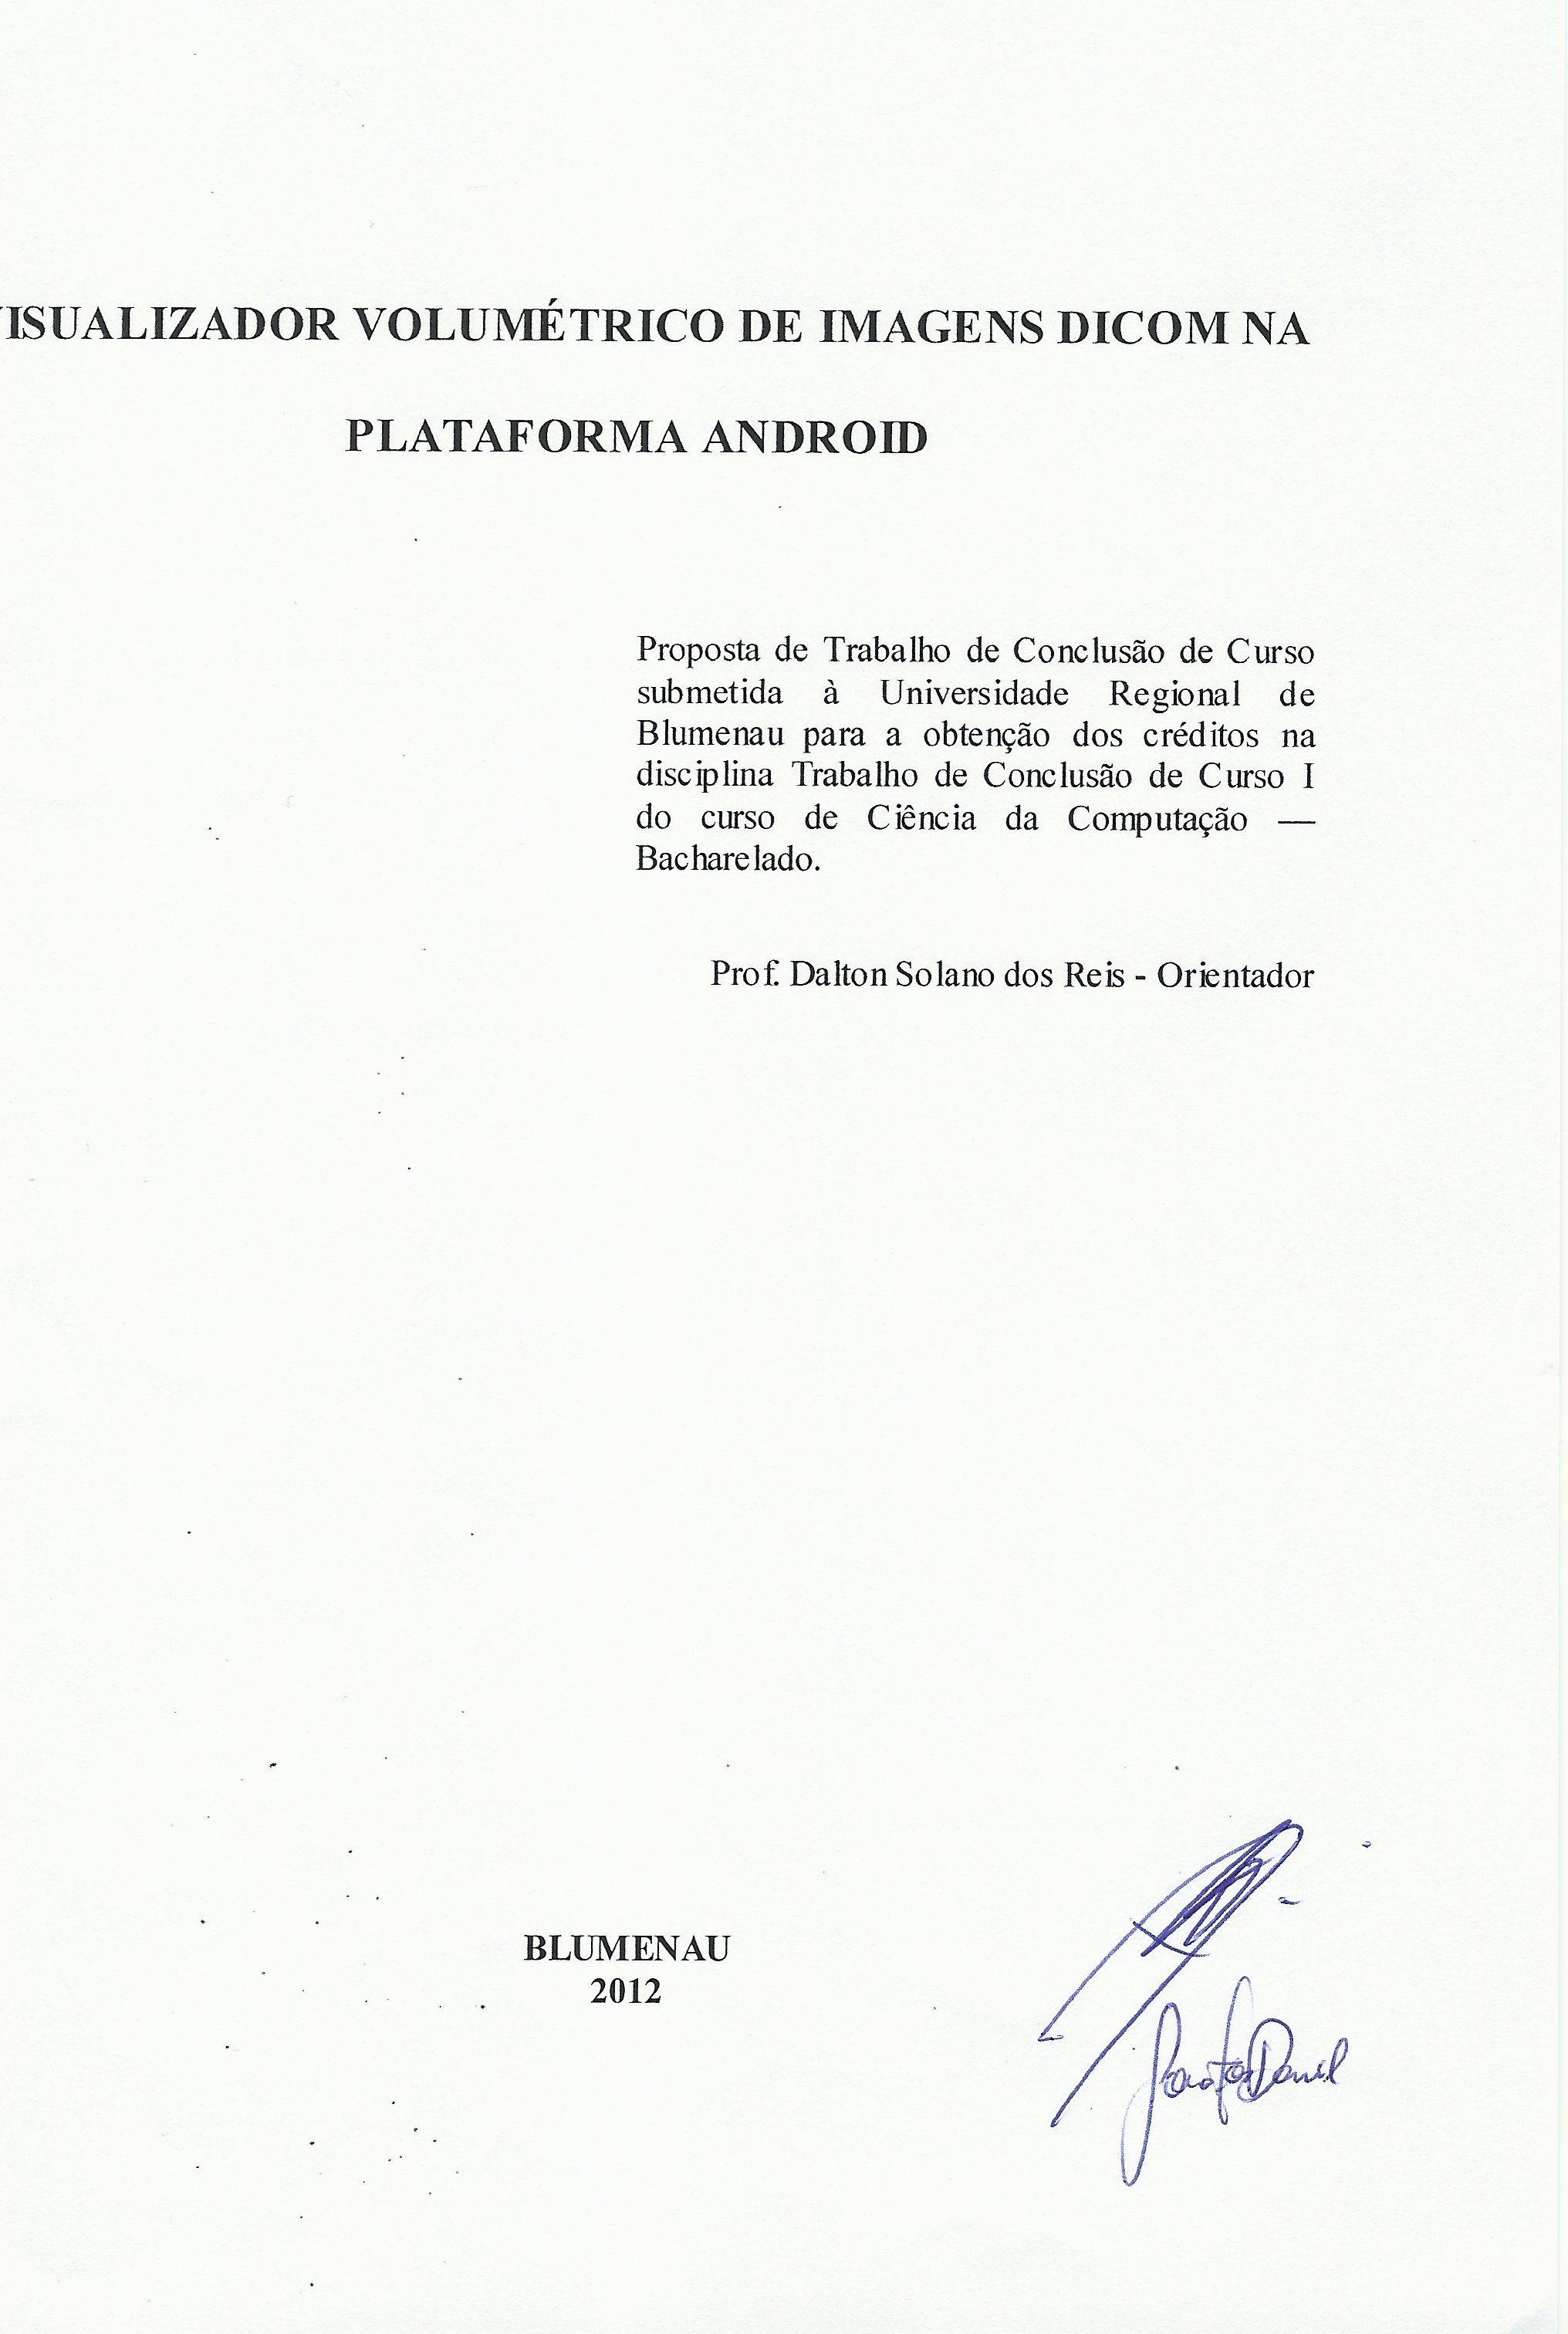 VISUALIZADOR VOLUMÉTRICO DE IMAGENS DICOM NA
PLATAFORMA ANDROID
Proposta de Trabalho de Conclusão de Curso
submetida à Universidade Regional de
Blumenau para a obtenção dos créditos na
disciplina Trabalho de Conclusão de Curso I
do curso de Ciência da Computação —
Bacharelado.
Prof. Dalton Solano dos Reis - Orientador
BLUMENAU
2012